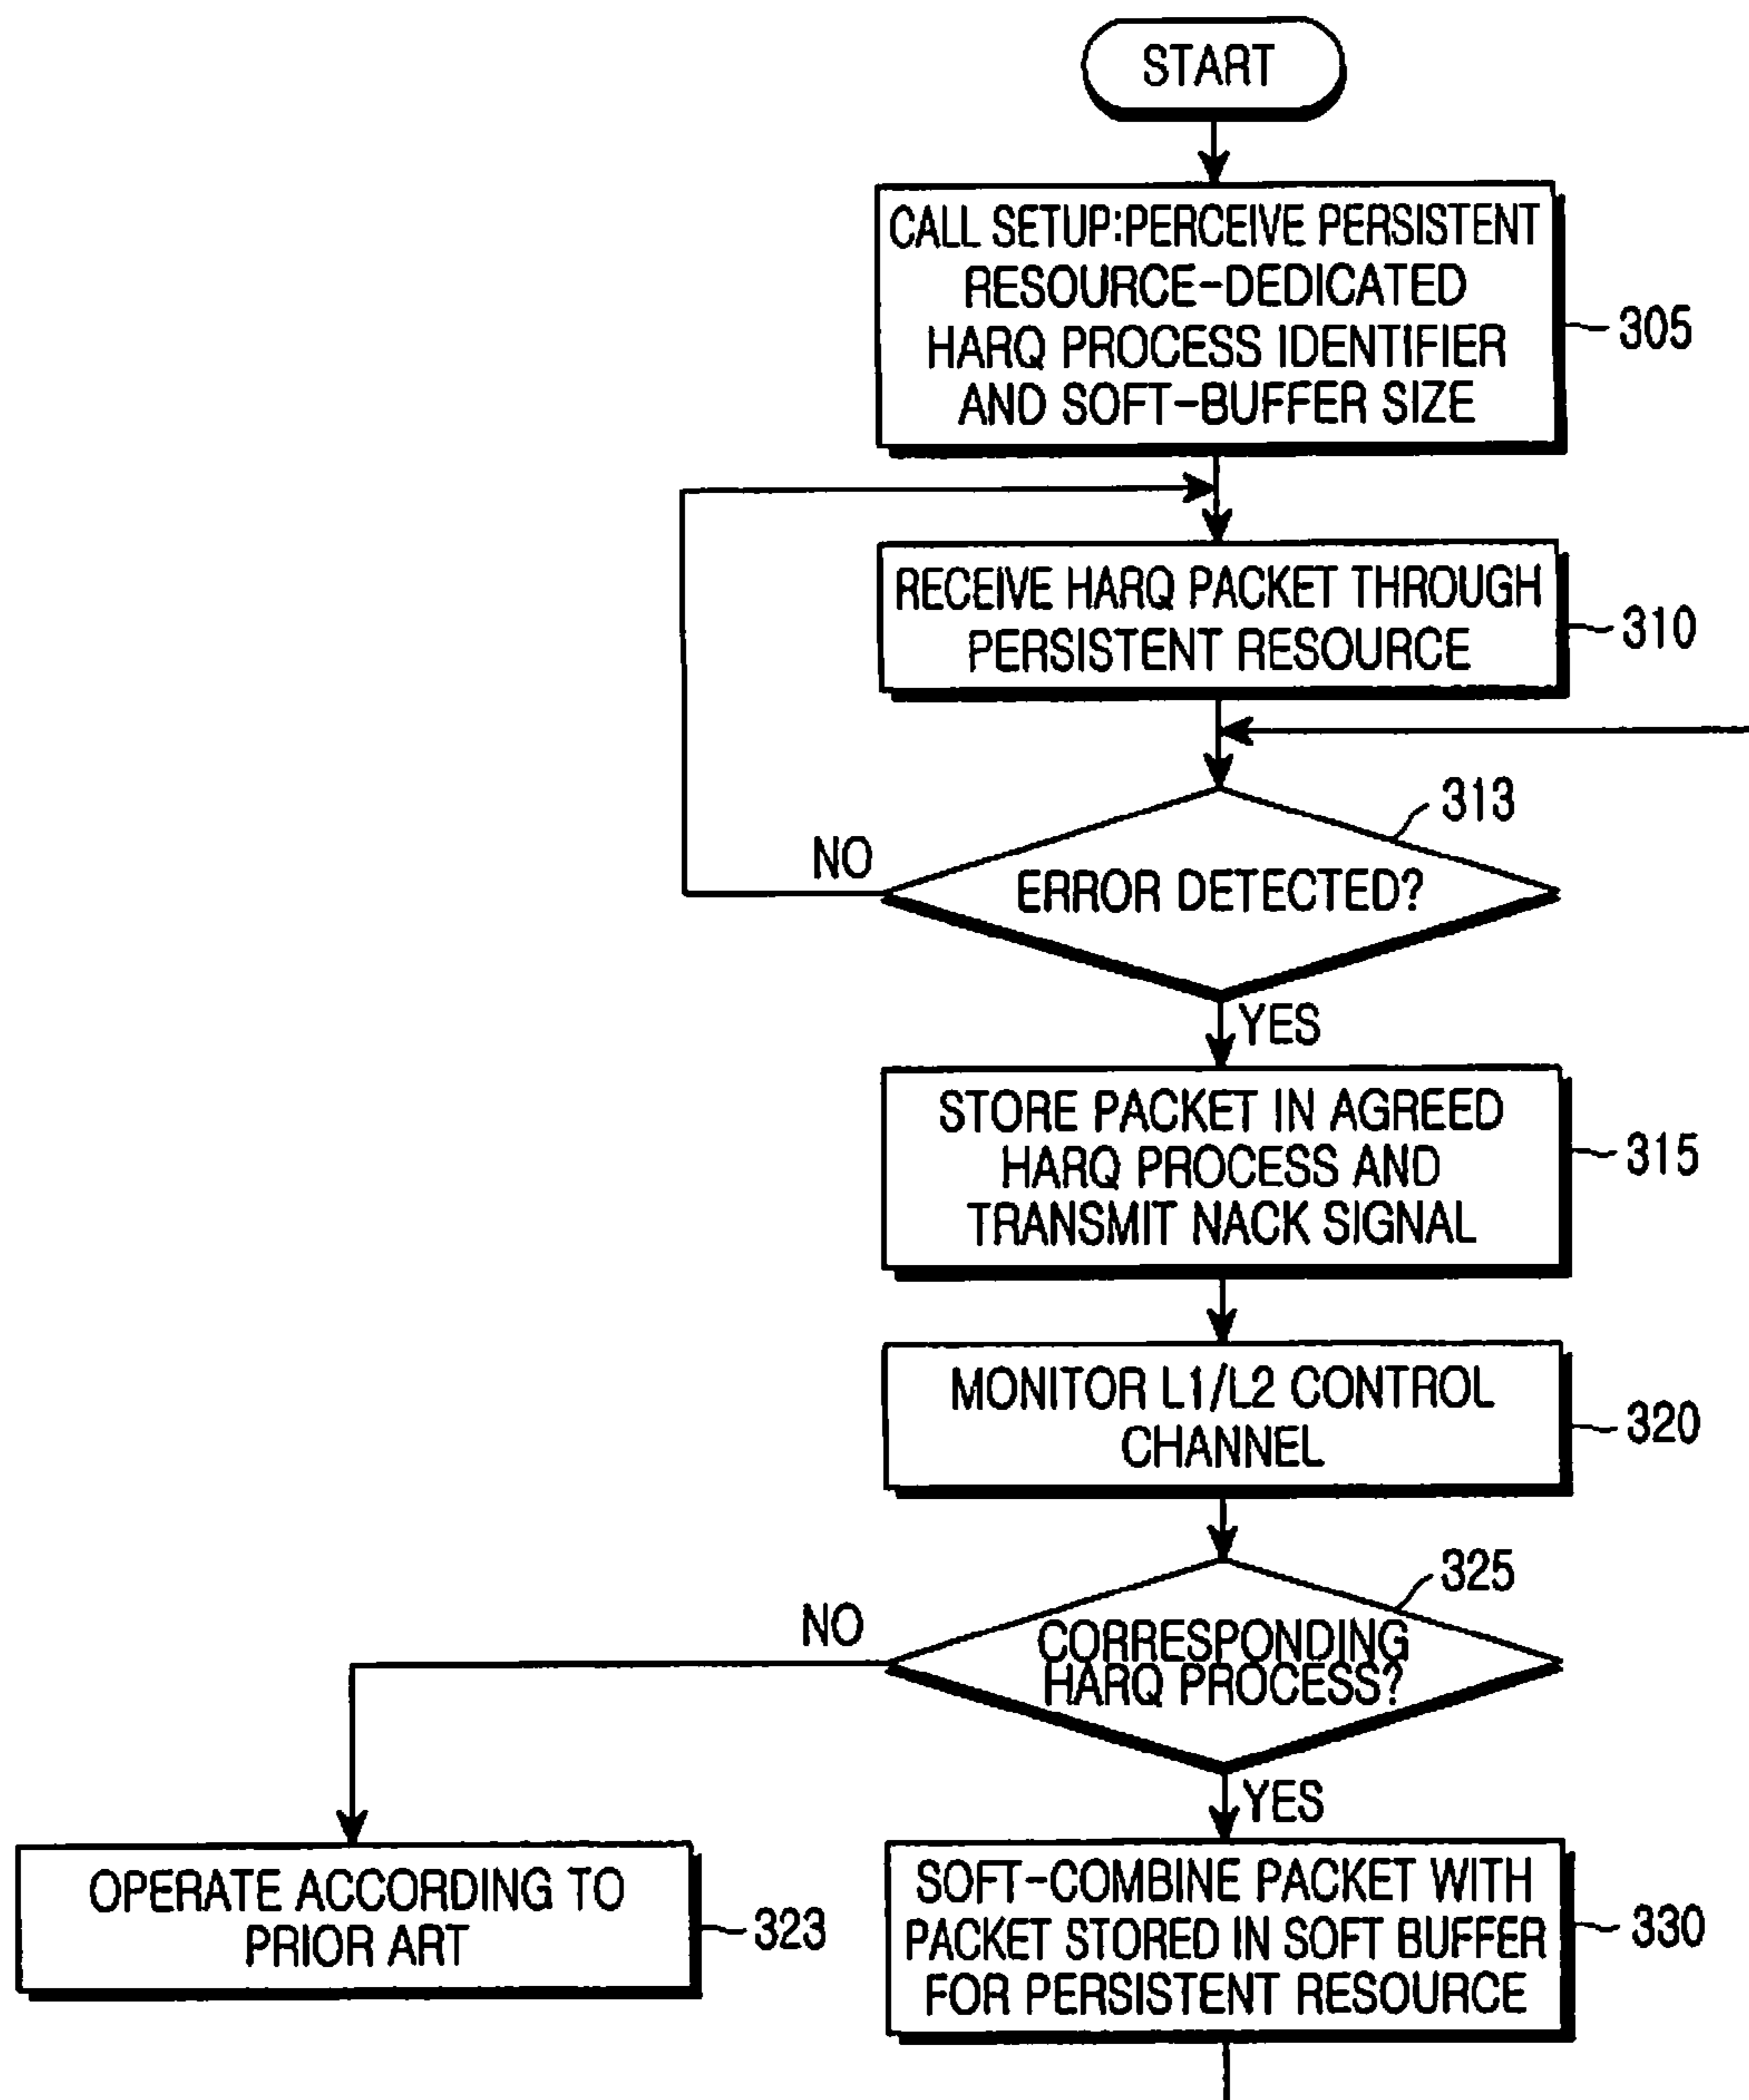 START
CALL SETUP:PERCEIVE PERSISTENT
RESOURCE-DEDICATED
HARQ PROCESS IDENTIFIER
AND SOFT-BUFFER SIZE
305
RECEIVE HARQ PACKET THROUGH
PERSISTENT RESOURCE
310
313
NO
ERROR DETECTED?
YES
STORE PACKET IN AGREED
HARQ PROCESS AND
TRANSMIT NACK SIGNAL
315
MONITOR L1/L2 CONTROL
CHANNEL
320
325
NO
CORRESPONDING
HARQ PROCESS?
YES
OPERATE ACCORDING TO
PRIOR ART
323
SOFT-COMBINE PACKET WITH
PACKET STORED IN SOFT BUFFER
FOR PERSISTENT RESOURCE
330